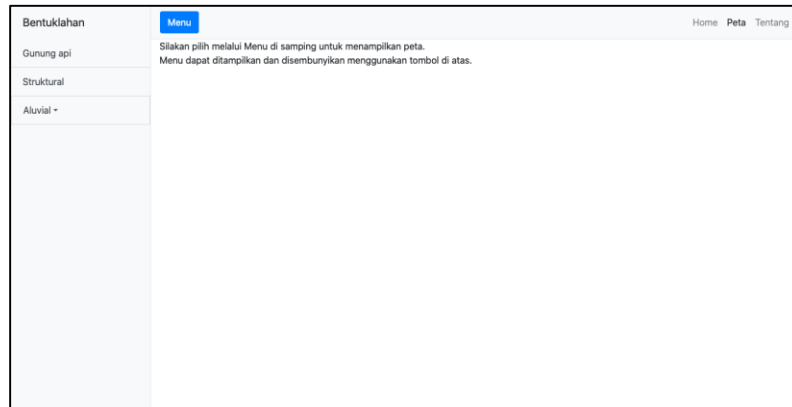 Bentuklahan
Gunung api
Struktural
Aluvial
Menu
Home Peta Tentang
Silakan pilih melalui Menu di samping untuk menampilkan peta.
Menu dapat ditampilkan dan disembunyikan menggunakan tombol di atas.